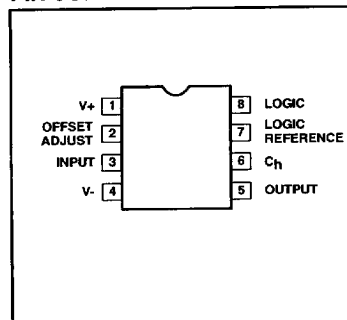 V+ 1
OFFSET
ADJUST 2
INPUT 3
V- 4
8 LOGIC
7 LOGIC
REFERENCE
6 Ch
5 OUTPUT